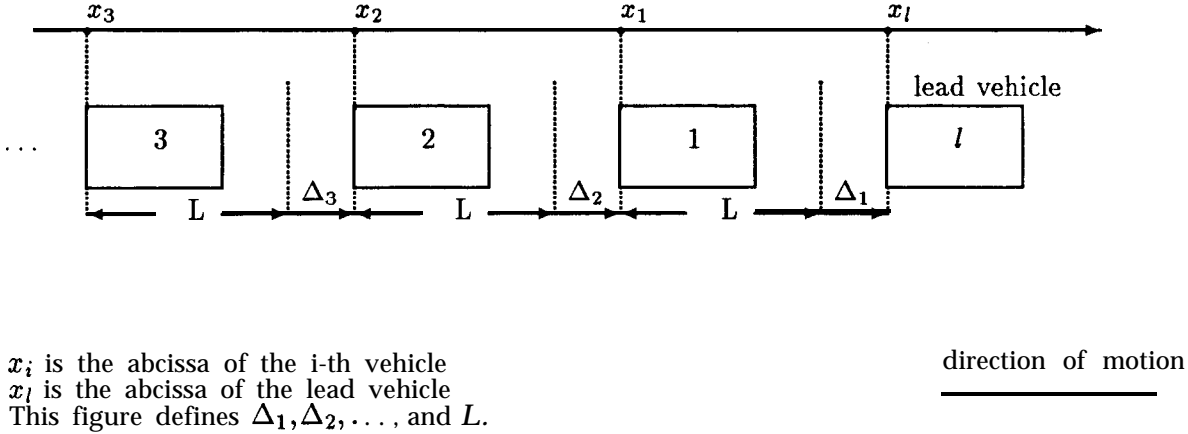 x₃ x₂ x₁ xₗ
lead vehicle
... 3 2 1 l
L Δ₃ L Δ₂ L Δ₁
xᵢ is the abcissa of the i-th vehicle
direction of motion
xₗ is the abcissa of the lead vehicle
This figure defines Δ₁, Δ₂, ..., and L.